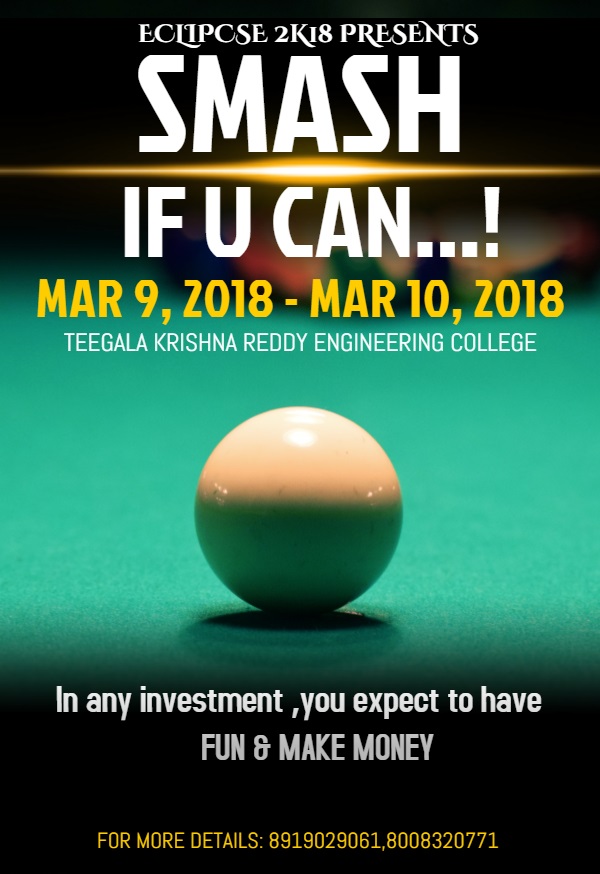 ECLIPCSE 2K18 PRESENTS
SMASH
IF U CAN...!
MAR 9, 2018 - MAR 10, 2018
TEEGALA KRISHNA REDDY ENGINEERING COLLEGE
In any investment ,you expect to have
FUN & MAKE MONEY
FOR MORE DETAILS: 8919029061,8008320771